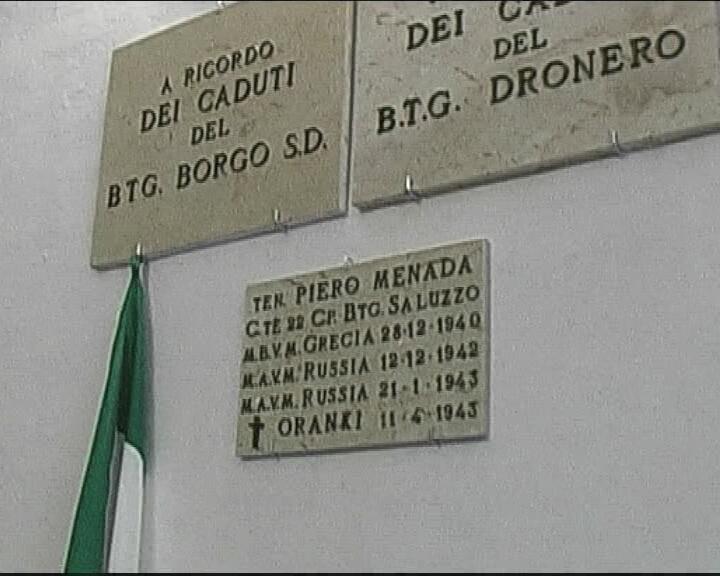 A RICORDO
DEI CADUTI
DEL
BTG. BORGO S.D.
DEI
DEL
B.T.G. DRONERO
TEN. PIERO MENADA
C.TE 22 CP. BTG. SALUZZO
M.B.V.M. GRECIA 28·12·1940
M.A.V.M. RUSSIA 12·12·1942
M.A.V.M. RUSSIA 21·1·1943
ORANKI 11·4·1943